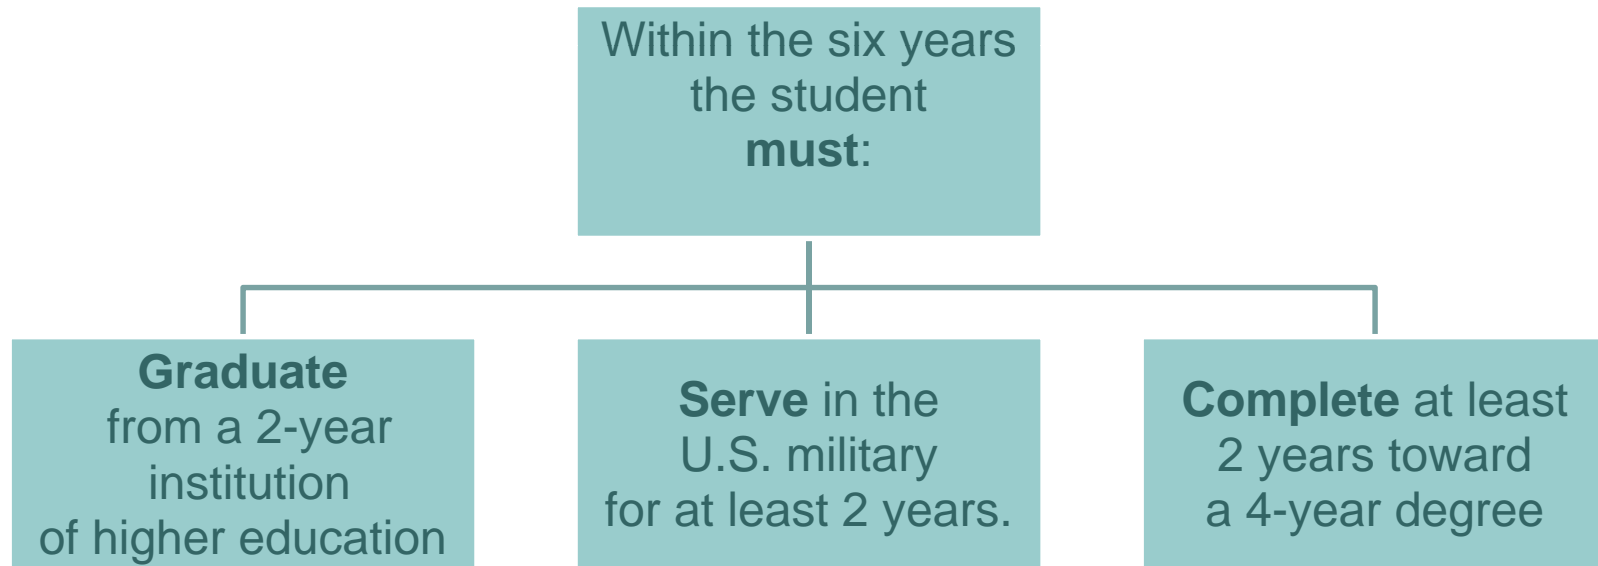 Within the six years
the student
must:
Graduate
from a 2-year
institution
of higher education
Serve in the
U.S. military
for at least 2 years.
Complete at least
2 years toward
a 4-year degree